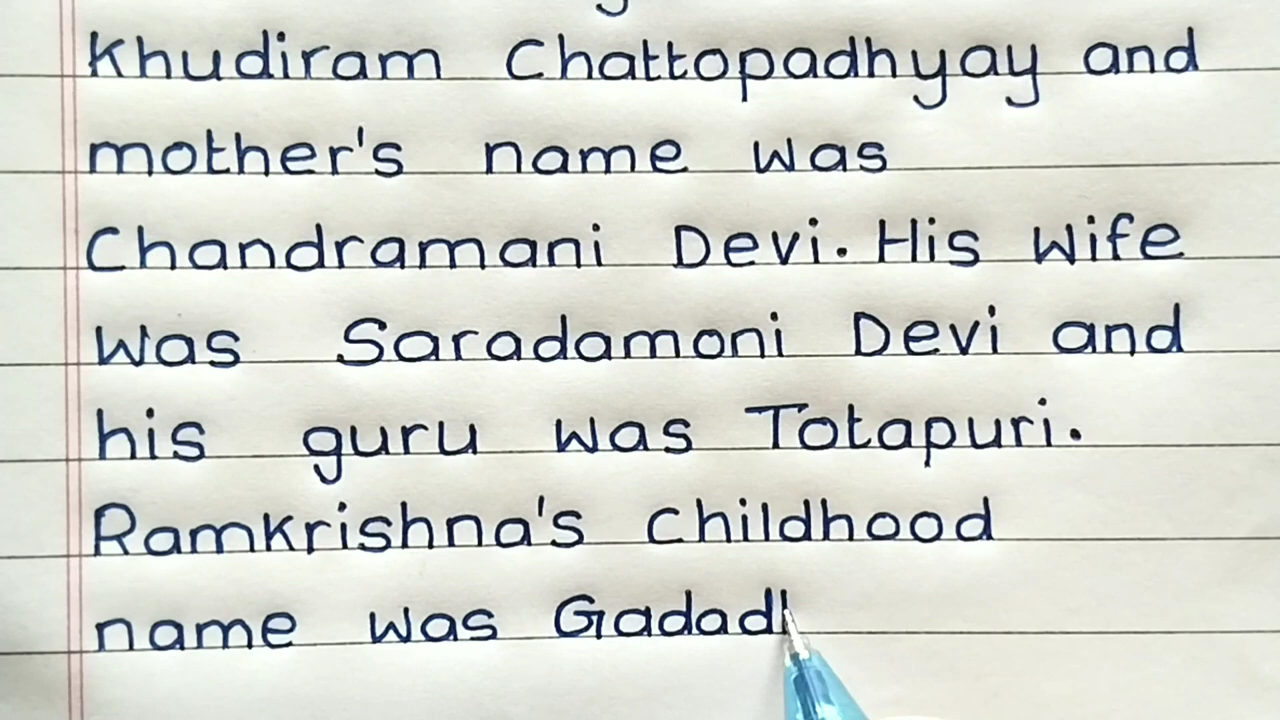 Khudiram Chattopadhyay and
mother's name was
Chandramani Devi. His wife
was Saradamoni Devi and
his guru was Totapuri.
Ramkrishna's childhood
name was